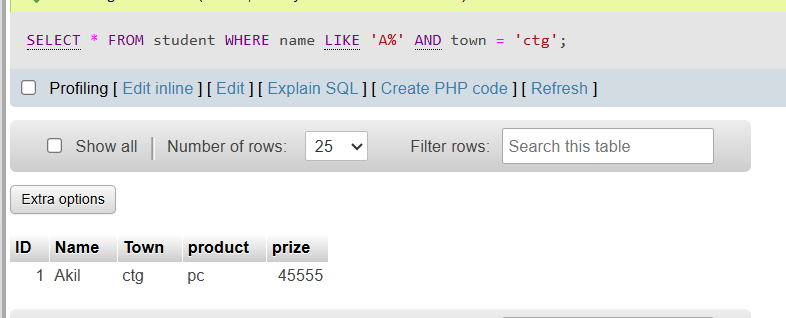 SELECT * FROM student WHERE name LIKE 'A%' AND town = 'ctg';
Profiling [ Edit inline ] [ Edit ] [ Explain SQL ] [ Create PHP code ] [ Refresh ]
Show all Number of rows: 25 Filter rows: Search this table
Extra options
ID Name Town product prize
1 Akil ctg pc 45555